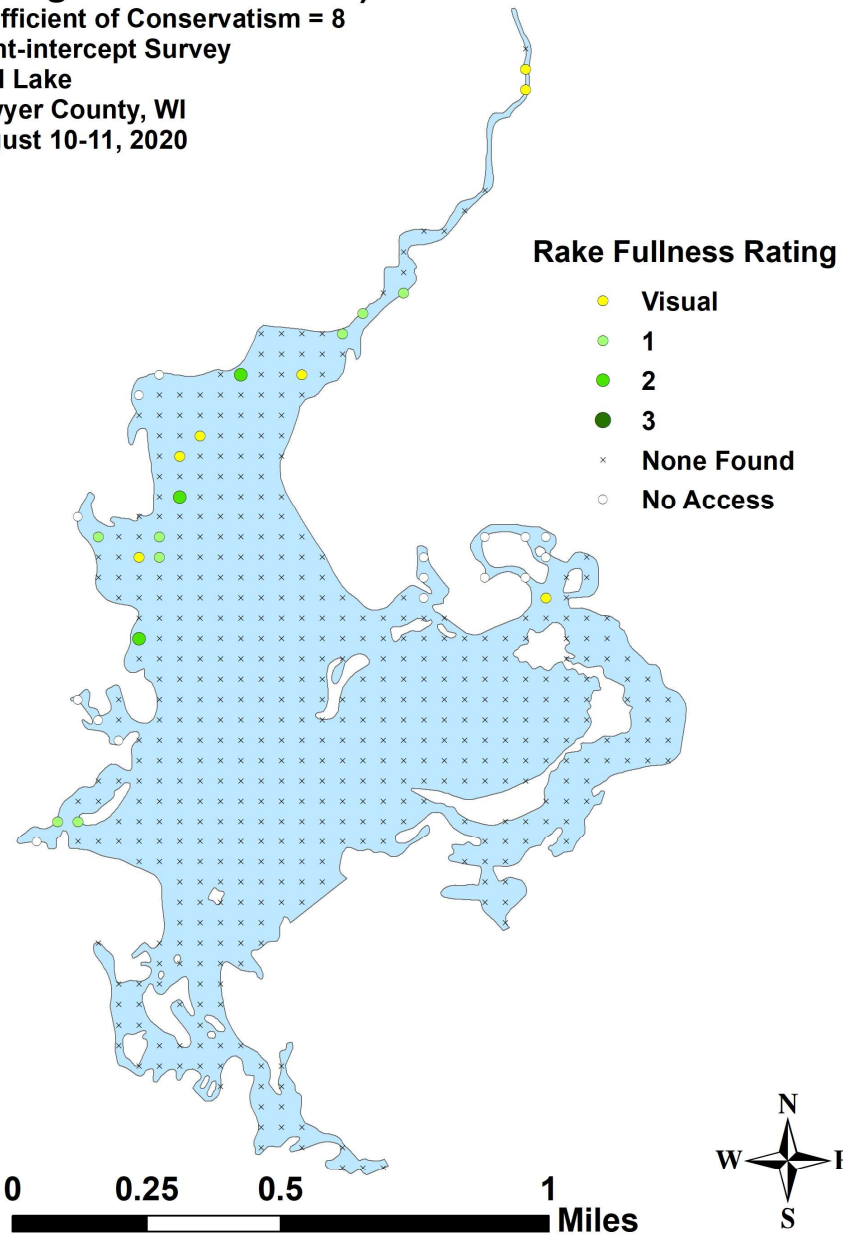 fficient of Conservatism = 8
nt-intercept Survey
l Lake
yer County, WI
gust 10-11, 2020
Rake Fullness Rating
Visual
1
2
3
None Found
No Access
N
W
S
0 0.25 0.5 1
Miles